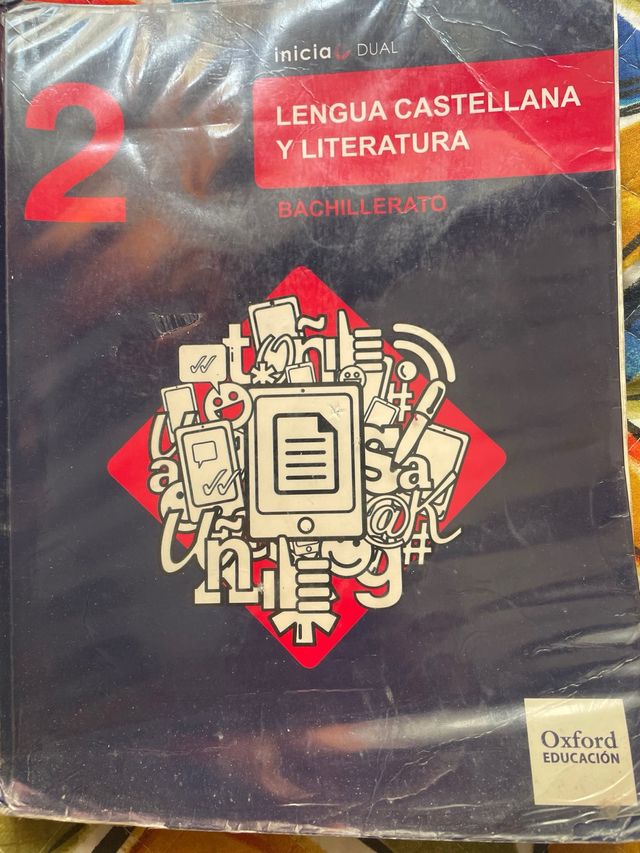 inicia DUAL
2
LENGUA CASTELLANA
Y LITERATURA
BACHILLERATO
Oxford
EDUCACIÓN